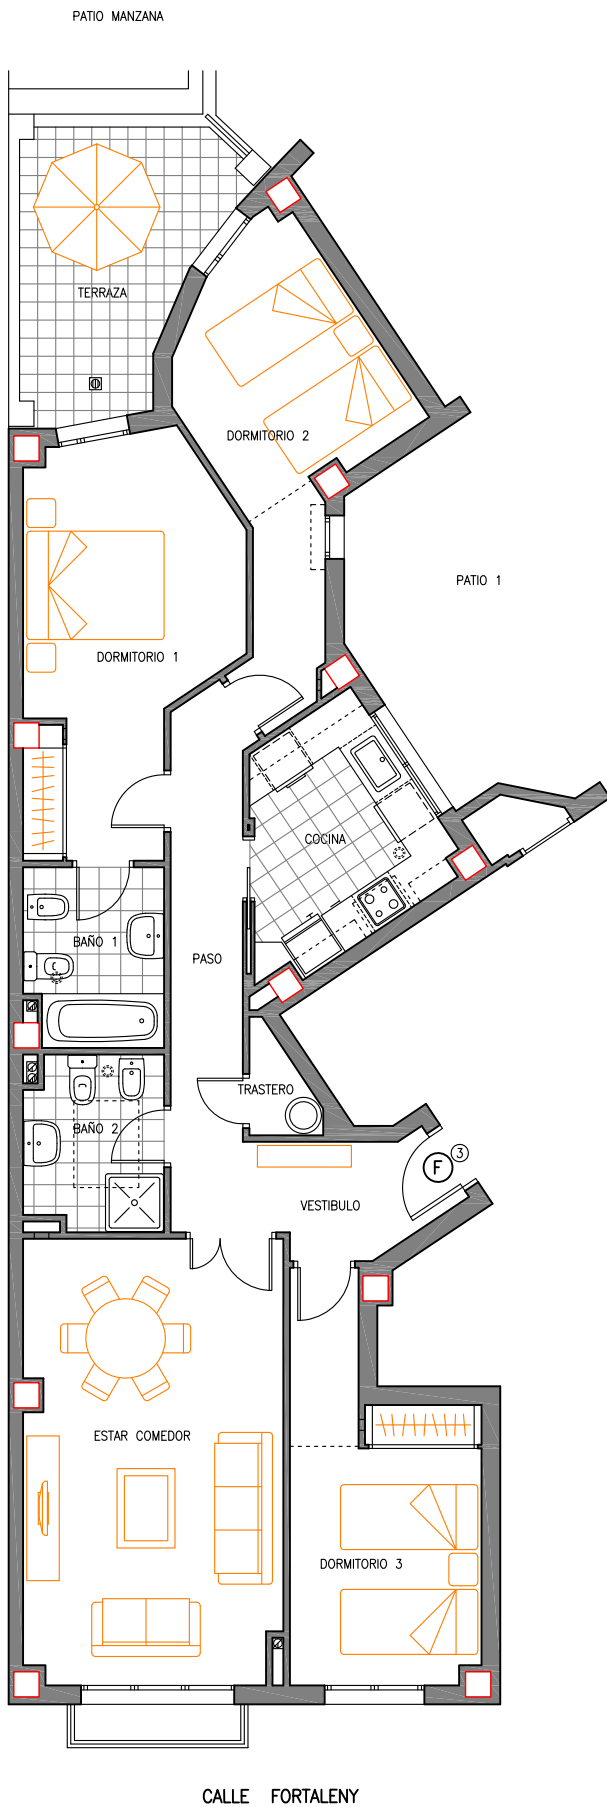 PATIO MANZANA
TERRAZA
DORMITORIO 2
PATIO 1
DORMITORIO 1
COCINA
BAÑO 1
PASO
TRASTERO
BAÑO 2
F 3
VESTIBULO
ESTAR COMEDOR
DORMITORIO 3
CALLE FORTALENY